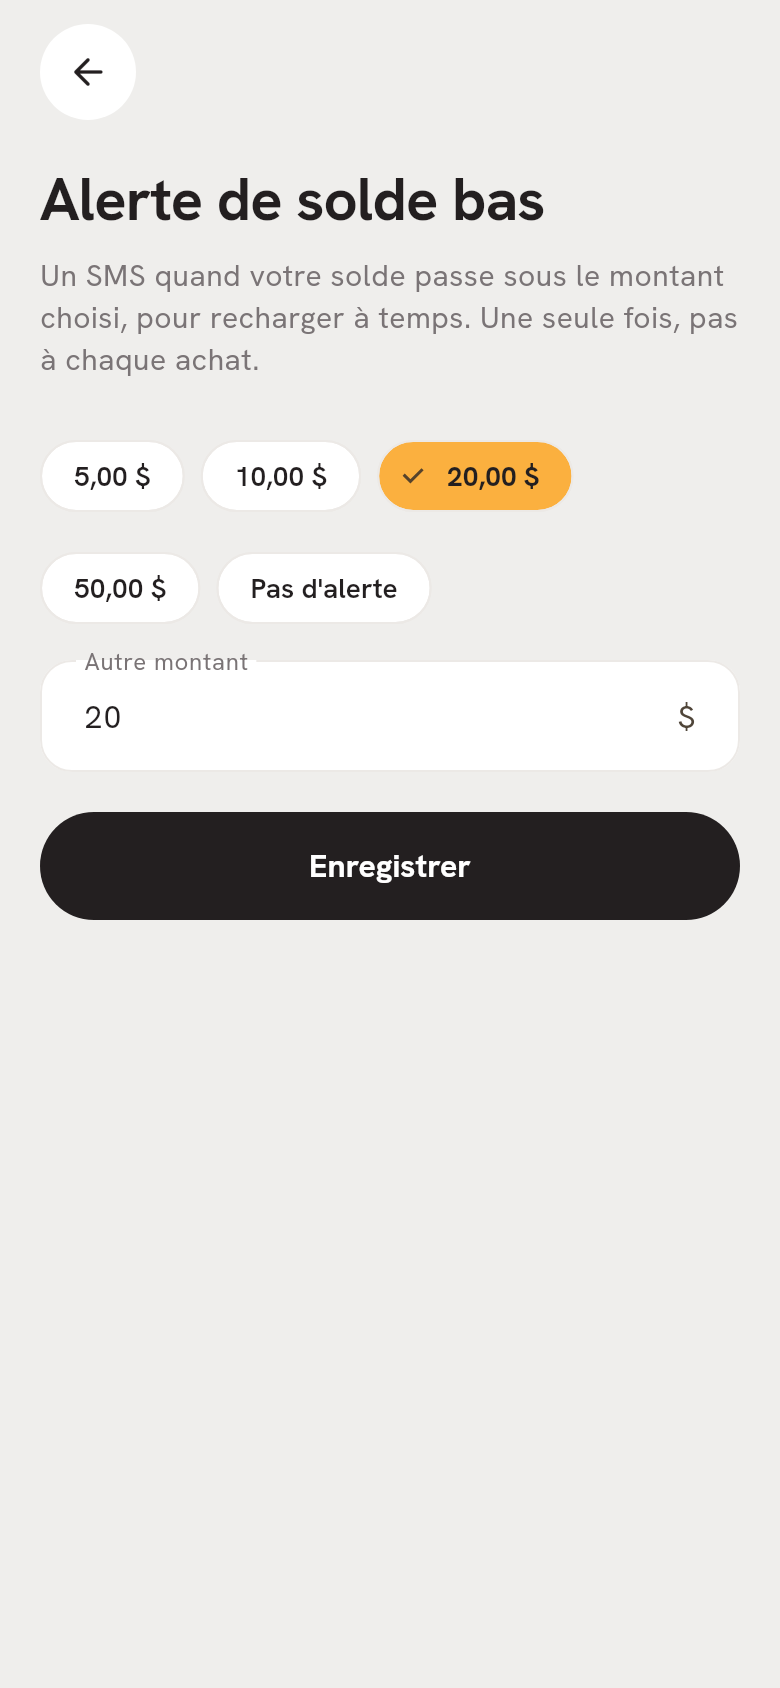 Alerte de solde bas
Un SMS quand votre solde passe sous le montant
choisi, pour recharger à temps. Une seule fois, pas
à chaque achat.
5,00 $
10,00 $
20,00 $
50,00 $
Pas d'alerte
Autre montant
20
$
Enregistrer